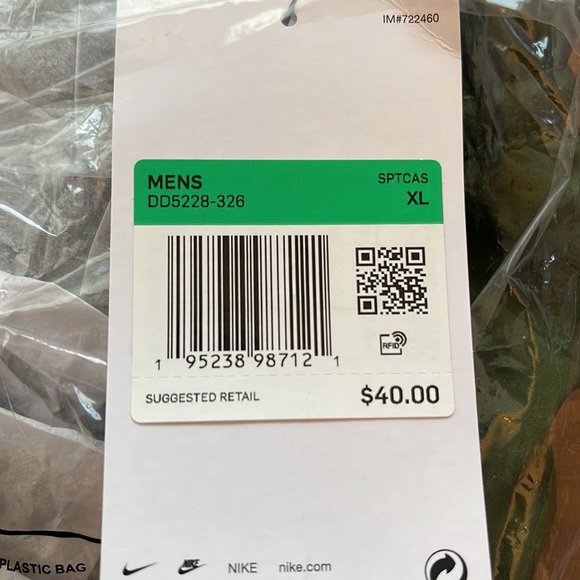 IM#722460
MENS SPTCAS
DD5228-326 XL
RFID
1 95238 98712 1
SUGGESTED RETAIL $40.00
NIKE NIKE nike.com
PLASTIC BAG